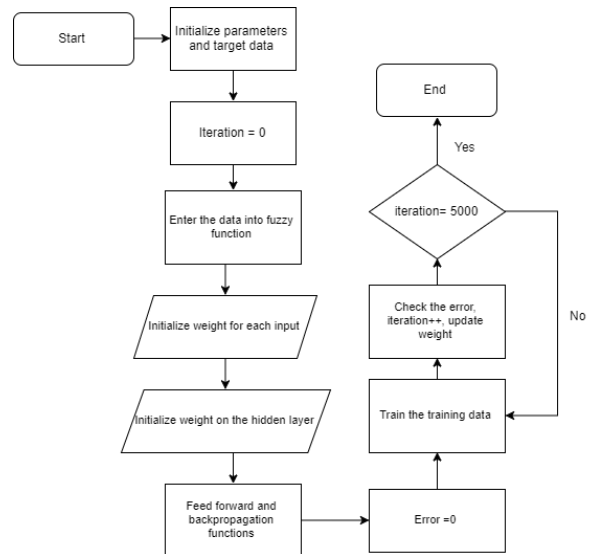 Start
Initialize parameters
and target data
Iteration = 0
Enter the data into fuzzy
function
Initialize weight for each input
Initialize weight on the hidden layer
Feed forward and
backpropagation
functions
Error =0
Train the training data
Check the error,
iteration++, update
weight
iteration= 5000
No
Yes
End